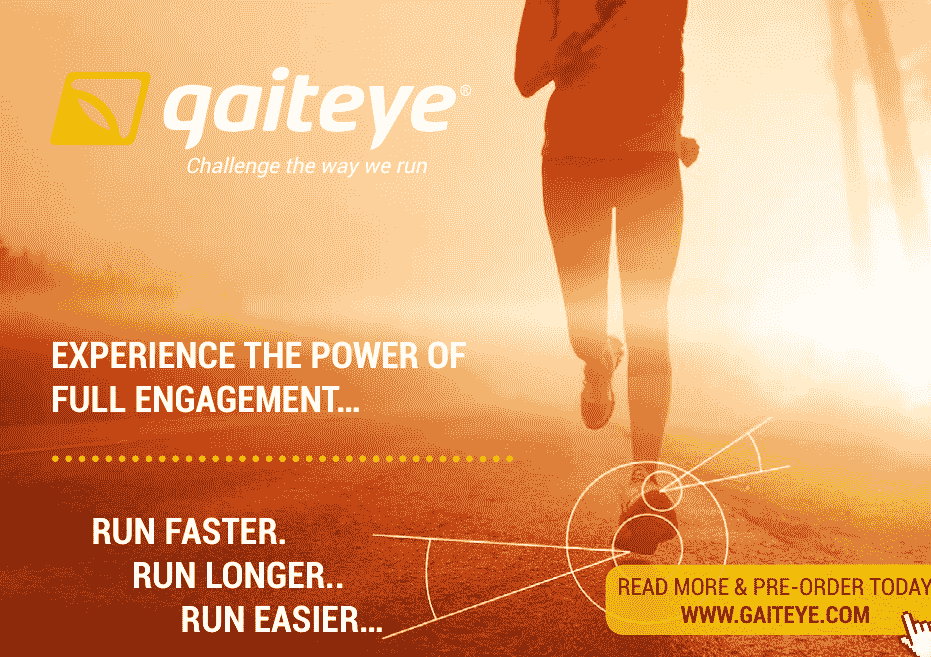 gaiteye®
Challenge the way we run
EXPERIENCE THE POWER OF
FULL ENGAGEMENT...
RUN FASTER.
RUN LONGER..
RUN EASIER...
READ MORE & PRE-ORDER TODAY
WWW.GAITEYE.COM